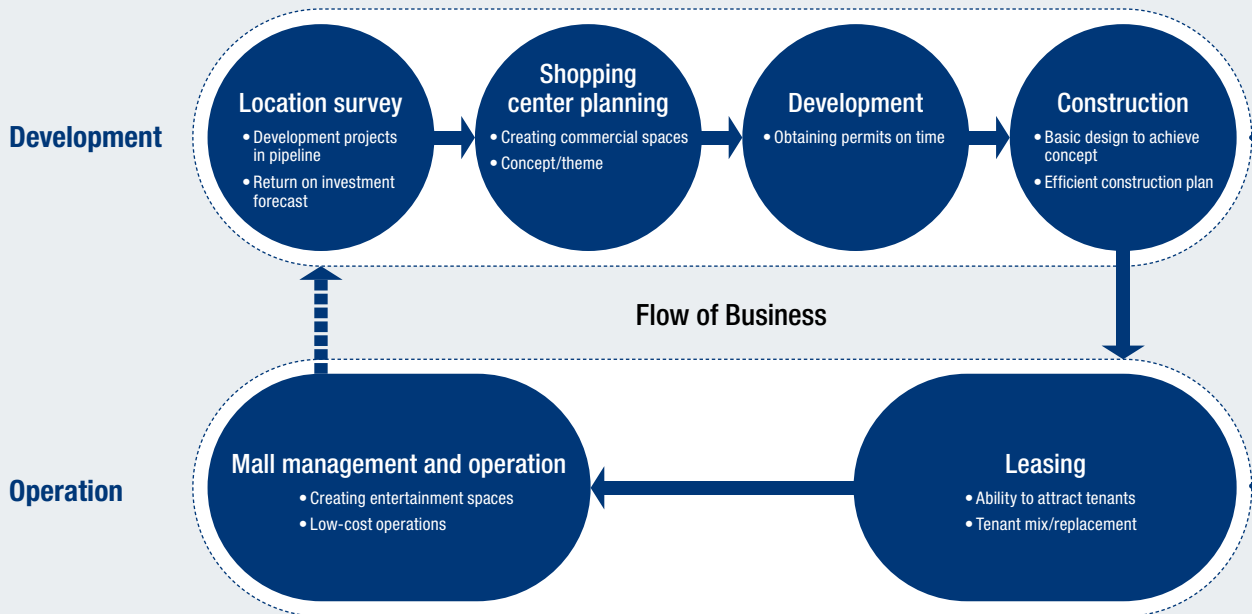 Development
Location survey
• Development projects
in pipeline
• Return on investment
forecast
Shopping
center planning
• Creating commercial spaces
• Concept/theme
Development
• Obtaining permits on time
Construction
• Basic design to achieve
concept
• Efficient construction plan
Flow of Business
Operation
Mall management and operation
• Creating entertainment spaces
• Low-cost operations
Leasing
• Ability to attract tenants
• Tenant mix/replacement